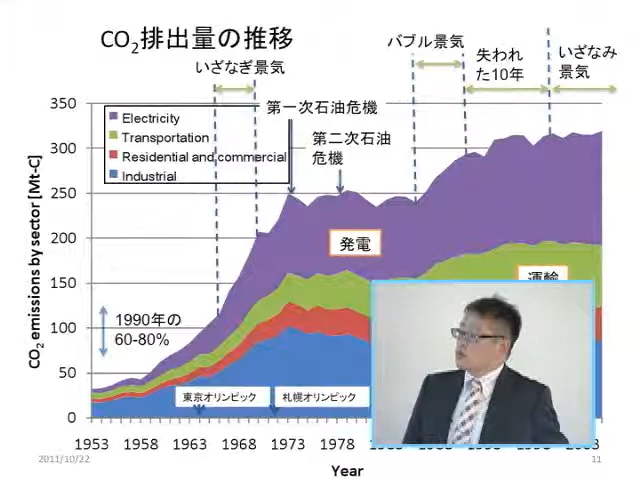 CO2排出量の推移
いざなぎ景気
バブル景気
失われ
た10年
いざなみ
景気
第一次石油危機
第二次石油
危機
350
300
250
200
150
100
50
0
Electricity
Transportation
Residential and commercial
Industrial
CO2 emissions by sector [Mt-C]
発電
運輸
1990年の
60-80%
東京オリンピック
札幌オリンピック
1953 1958 1963 1968 1973 1978
Year
2011/10/22
11